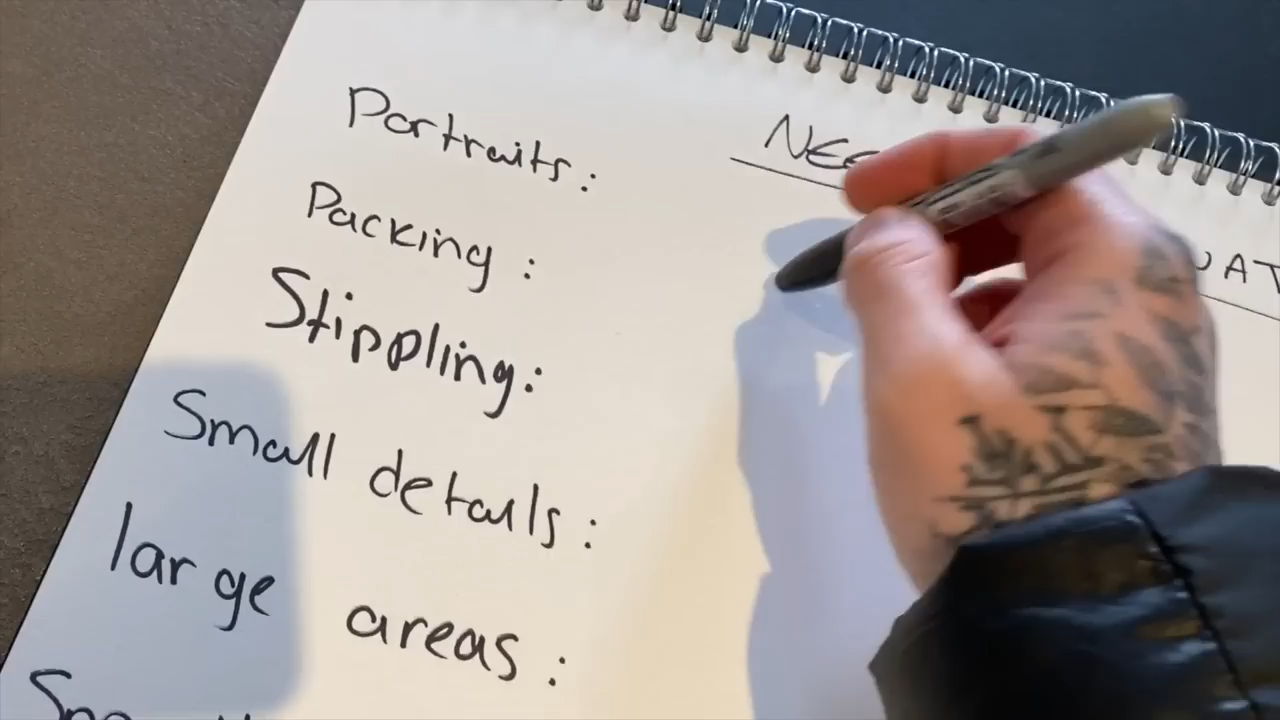 Portraits:
Packing:
Stippling:
Small details:
large areas: